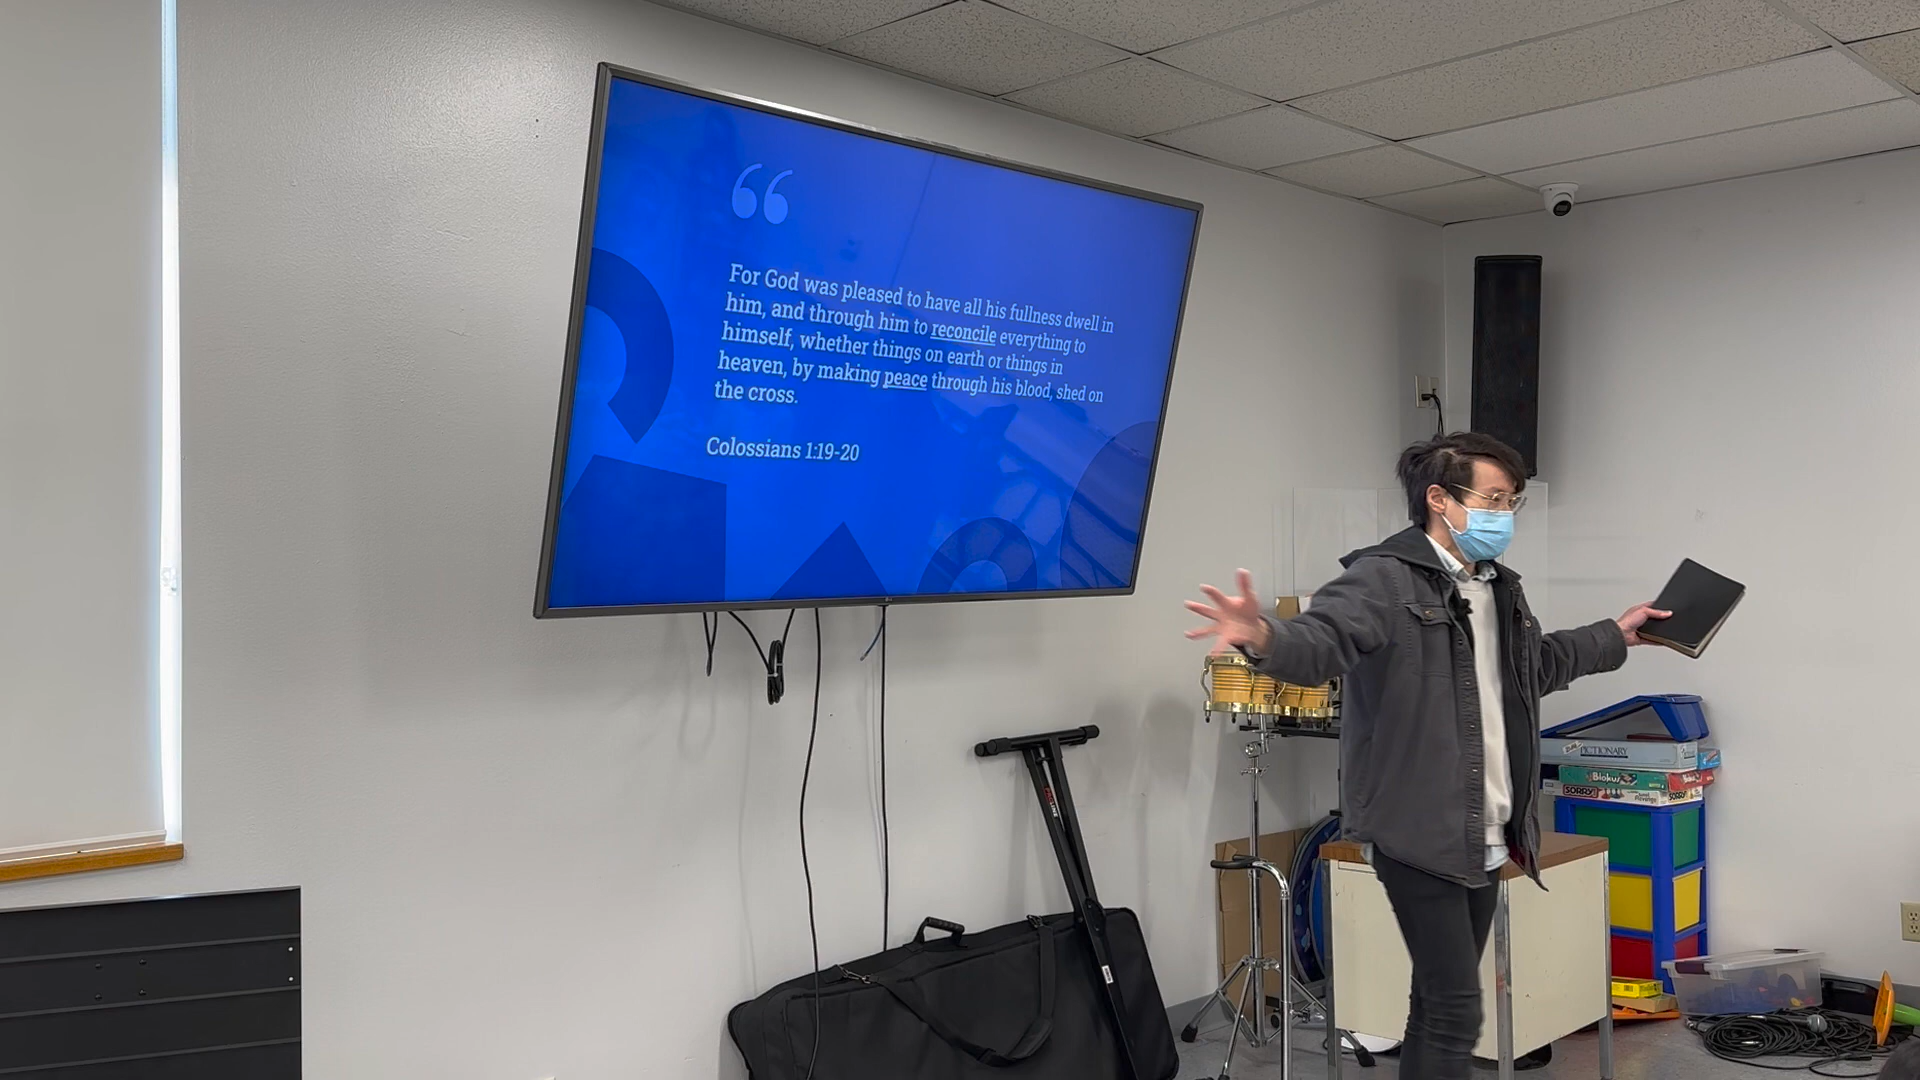 “
For God was pleased to have all his fullness dwell in
him, and through him to reconcile everything to
himself, whether things on earth or things in
heaven, by making peace through his blood, shed on
the cross.
Colossians 1:19-20
PICTIONARY
Blokus
SORRY!
SORRY!